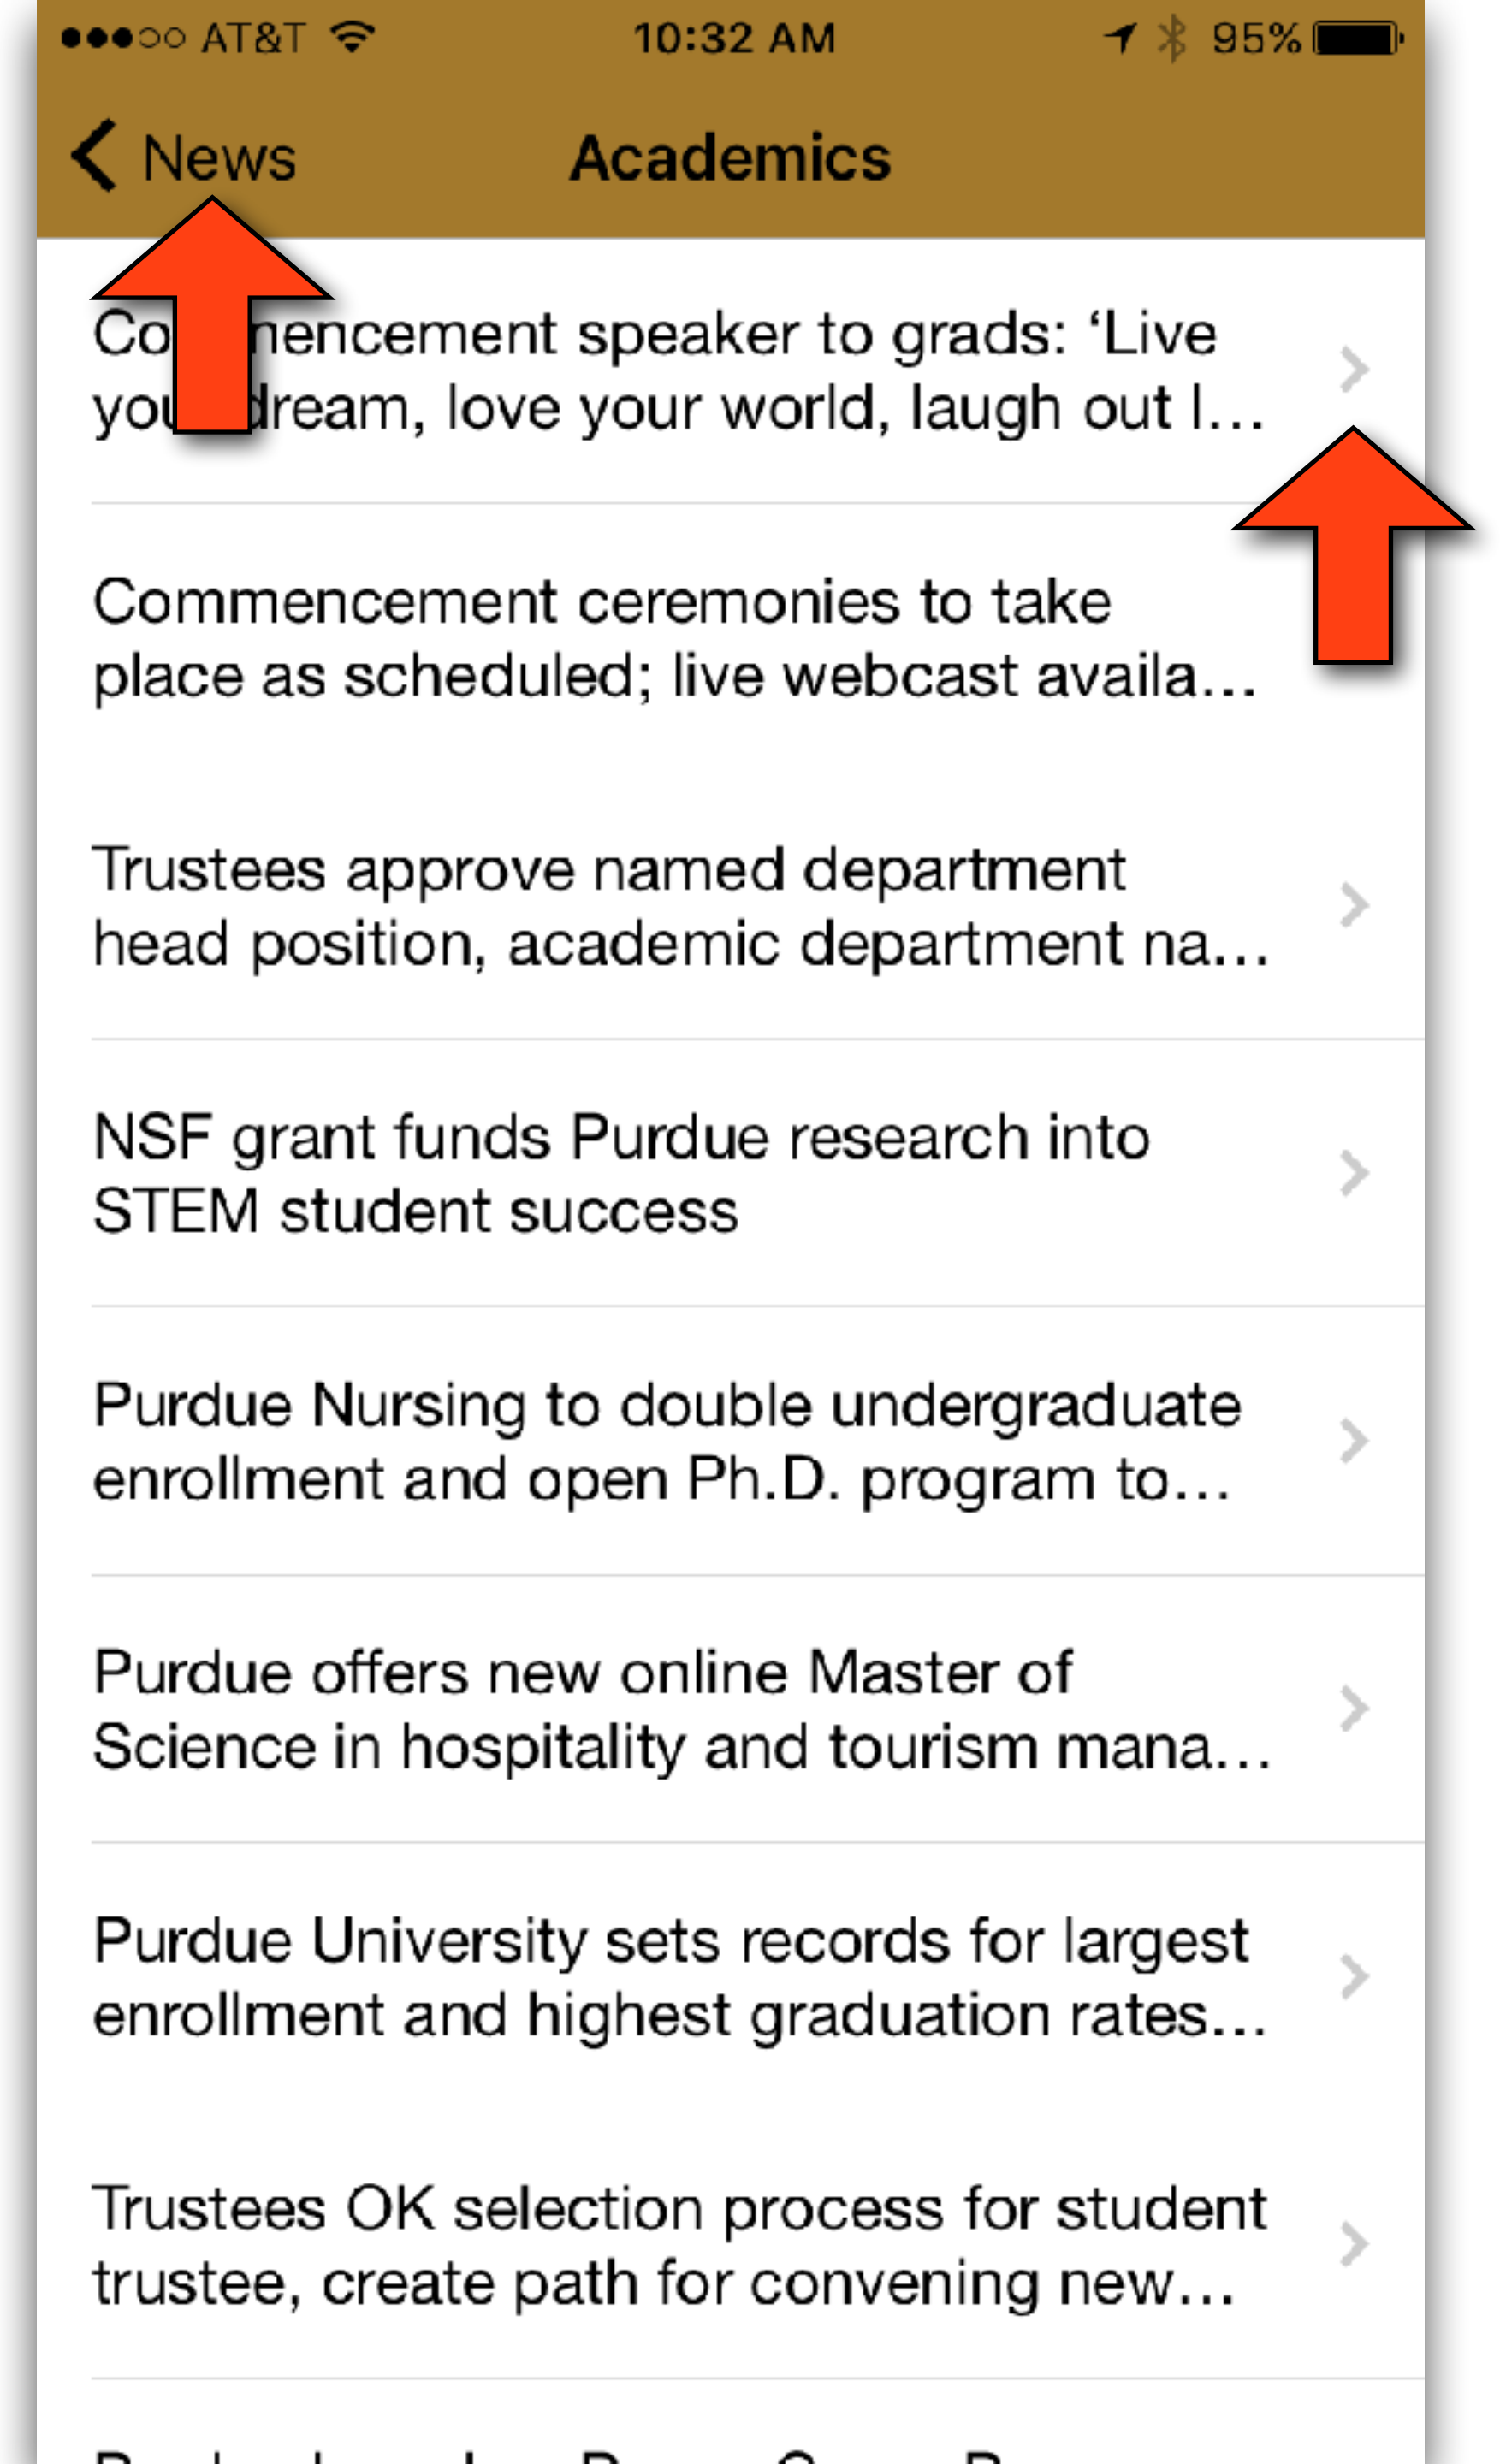 AT&T 10:32 AM 95%
News Academics
speaker to grads: ‘Live
dream, love your world, laugh out l...
Commencement ceremonies to take
place as scheduled; live webcast availa...
Trustees approve named department
head position, academic department na...
NSF grant funds Purdue research into
STEM student success
Purdue Nursing to double undergraduate
enrollment and open Ph.D. program to...
Purdue offers new online Master of
Science in hospitality and tourism mana...
Purdue University sets records for largest
enrollment and highest graduation rates...
Trustees OK selection process for student
trustee, create path for convening new...